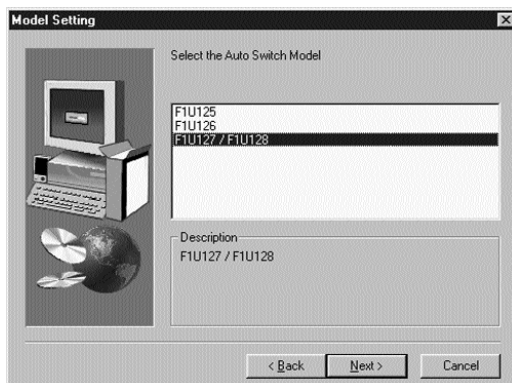 Model Setting
Select the Auto Switch Model
F1U125
F1U126
F1U127 / F1U128
Description
F1U127 / F1U128
< Back
Next >
Cancel